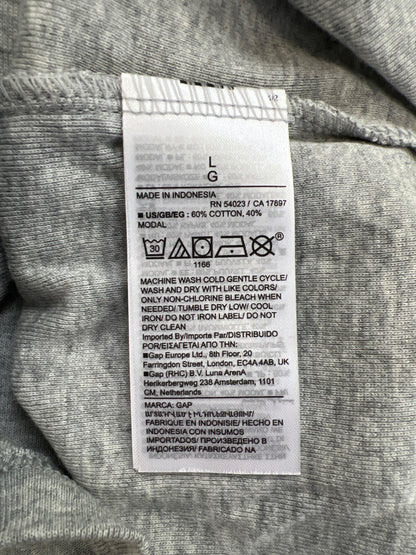 L
G
MADE IN INDONESIA
RN 54023 / CA 17897
■ US/GB/EG : 60% COTTON, 40%
MODAL
30
®
1166
MACHINE WASH COLD GENTLE CYCLE/
WASH AND DRY WITH LIKE COLORS/
ONLY NON-CHLORINE BLEACH WHEN
NEEDED/ TUMBLE DRY LOW/ COOL
IRON/ DO NOT IRON LABEL/ DO NOT
DRY CLEAN
Imported By/importe Par/DISTRIBUIDO
POR/ΕΙΣΑΓΕΤΑΙ ΑΠΟ ΤΗΝ:
■Gap Europe Ltd., 8th Floor, 20
Farringdon Street, London, EC4A 4AB, UK
■Gap (RHC) B.V. Luna ArenA
Herikerbergweg 238 Amsterdam, 1101
CM, Netherlands
MARCA: GAP
FABRIQUE EN INDONISIE/ HECHO EN
INDONESIA CON INSUMOS
IMPORTADOS/ ПРОИЗВЕДЕНО В
ИНДОНЕЗИИ/ FABRICADO NA